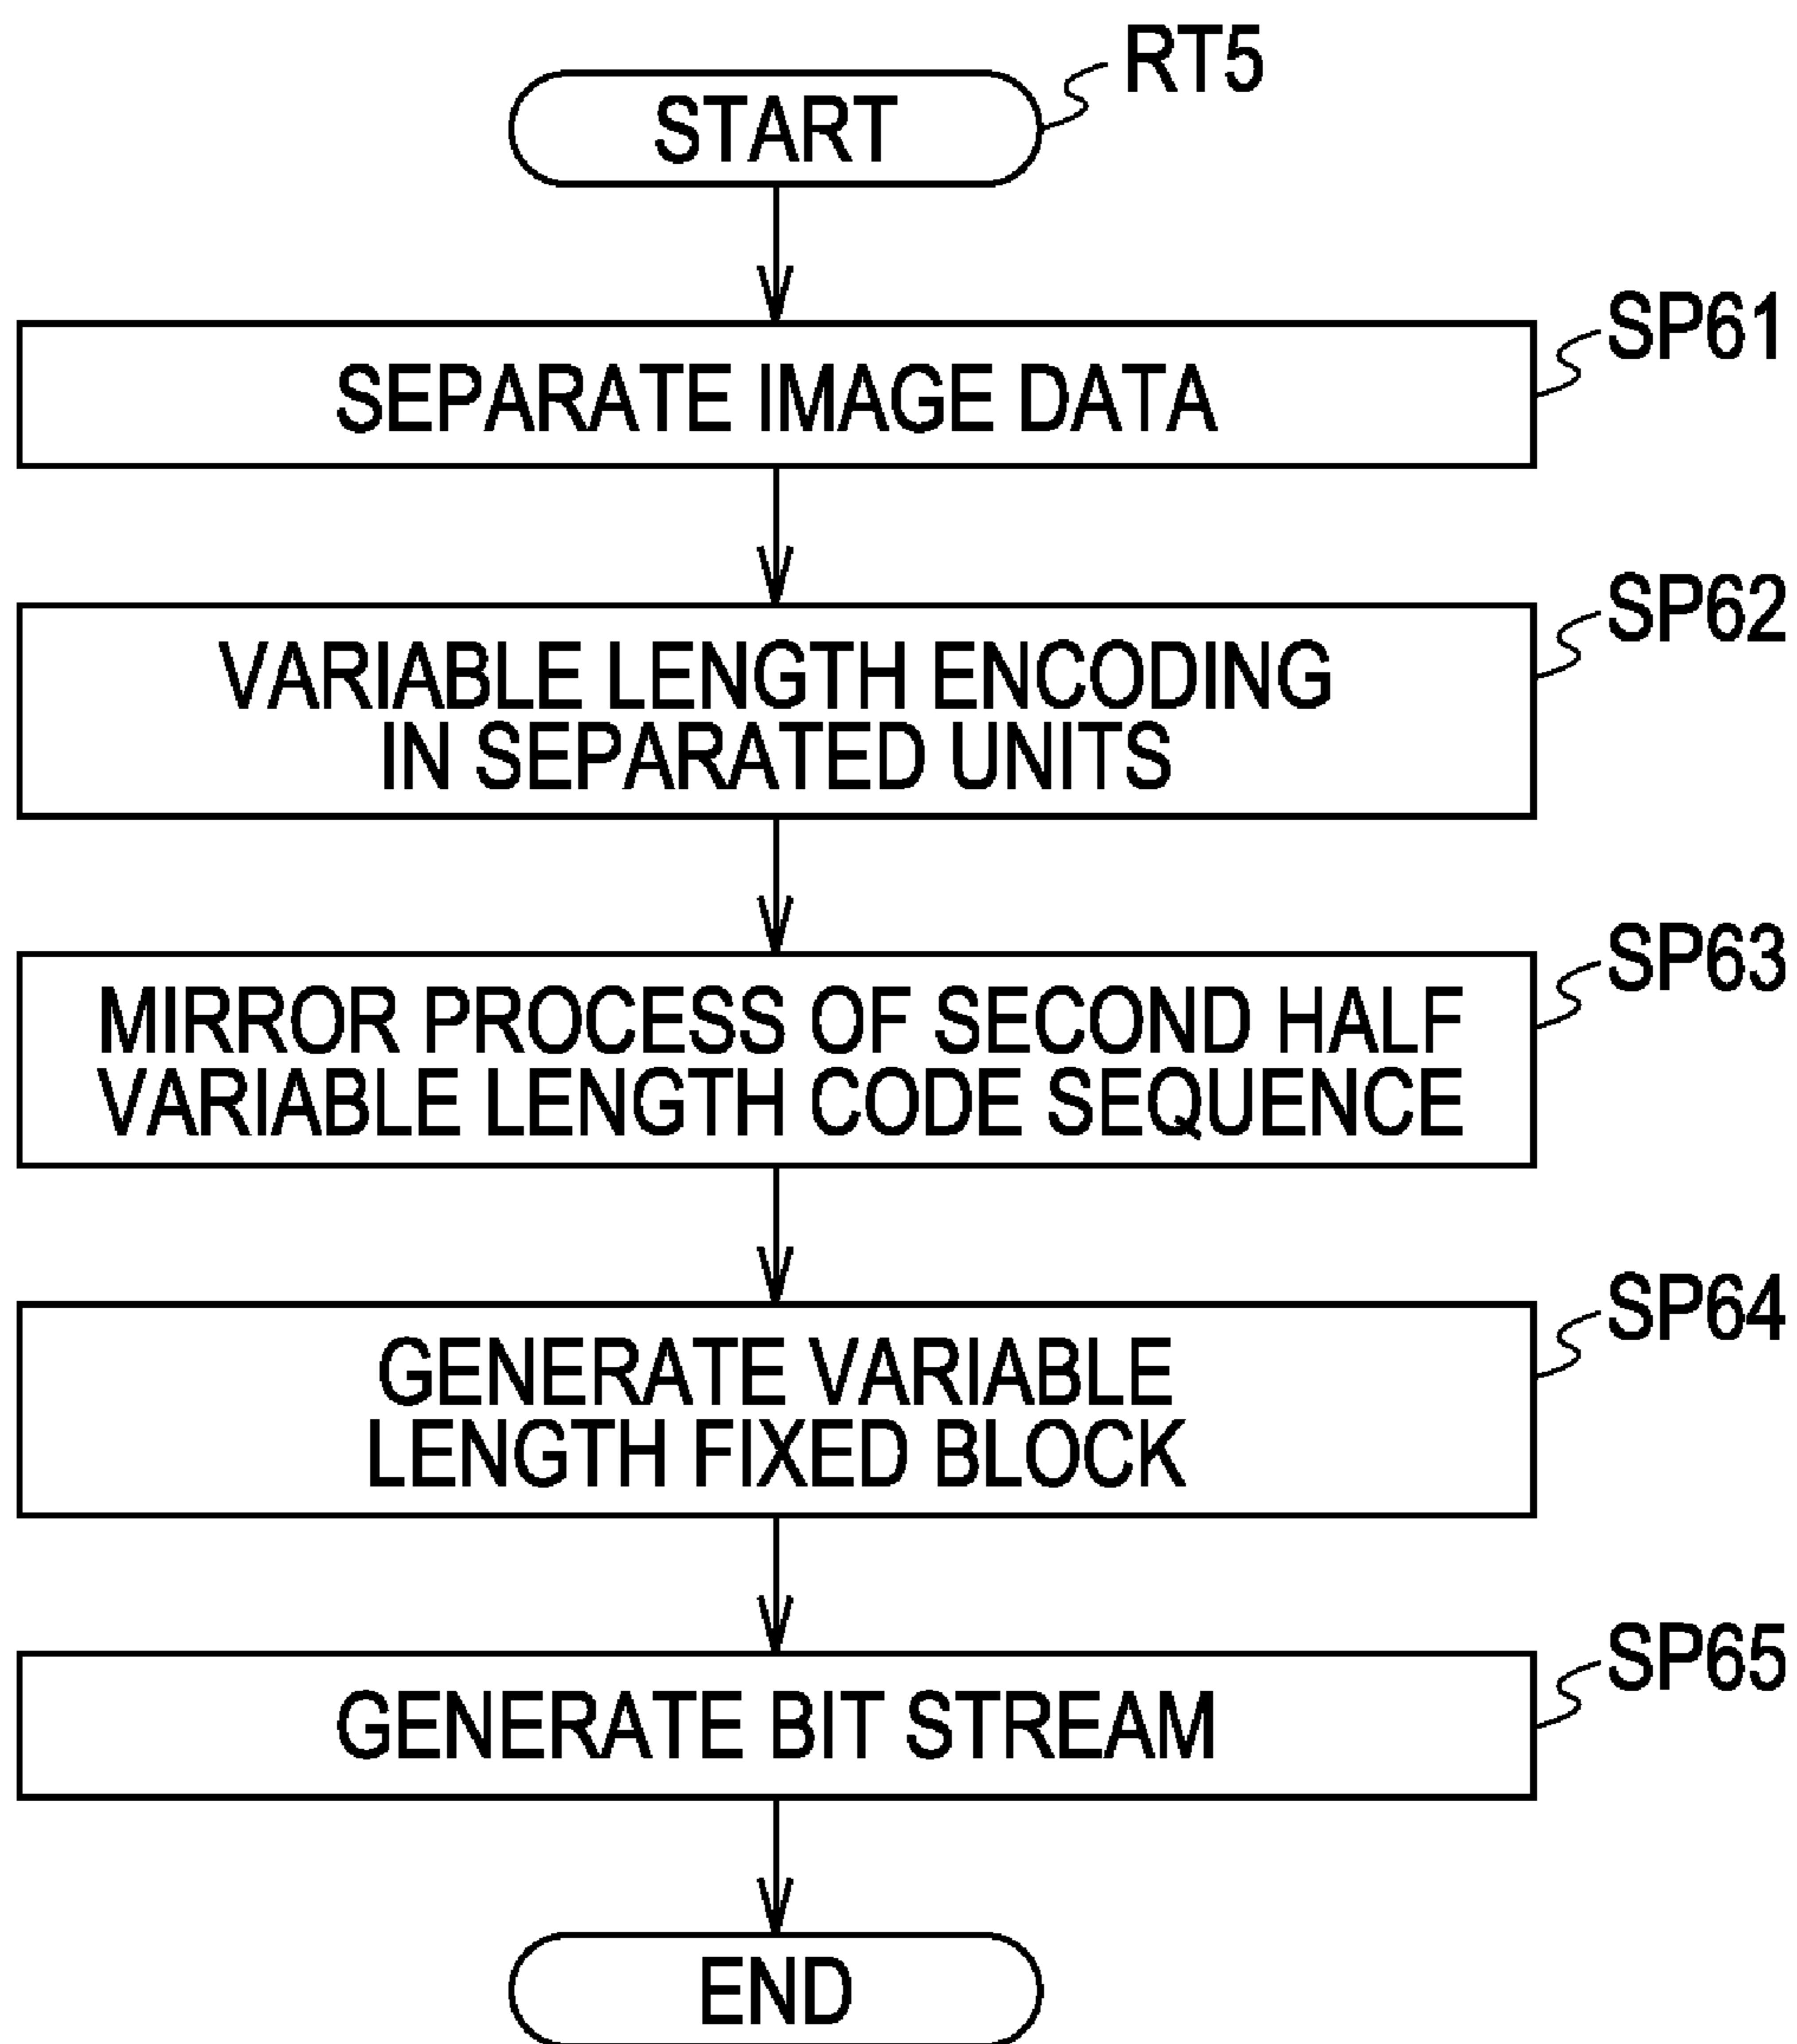 RT5
START
SP61
SEPARATE IMAGE DATA
SP62
VARIABLE LENGTH ENCODING
IN SEPARATED UNITS
SP63
MIRROR PROCESS OF SECOND HALF
VARIABLE LENGTH CODE SEQUENCE
SP64
GENERATE VARIABLE
LENGTH FIXED BLOCK
SP65
GENERATE BIT STREAM
END